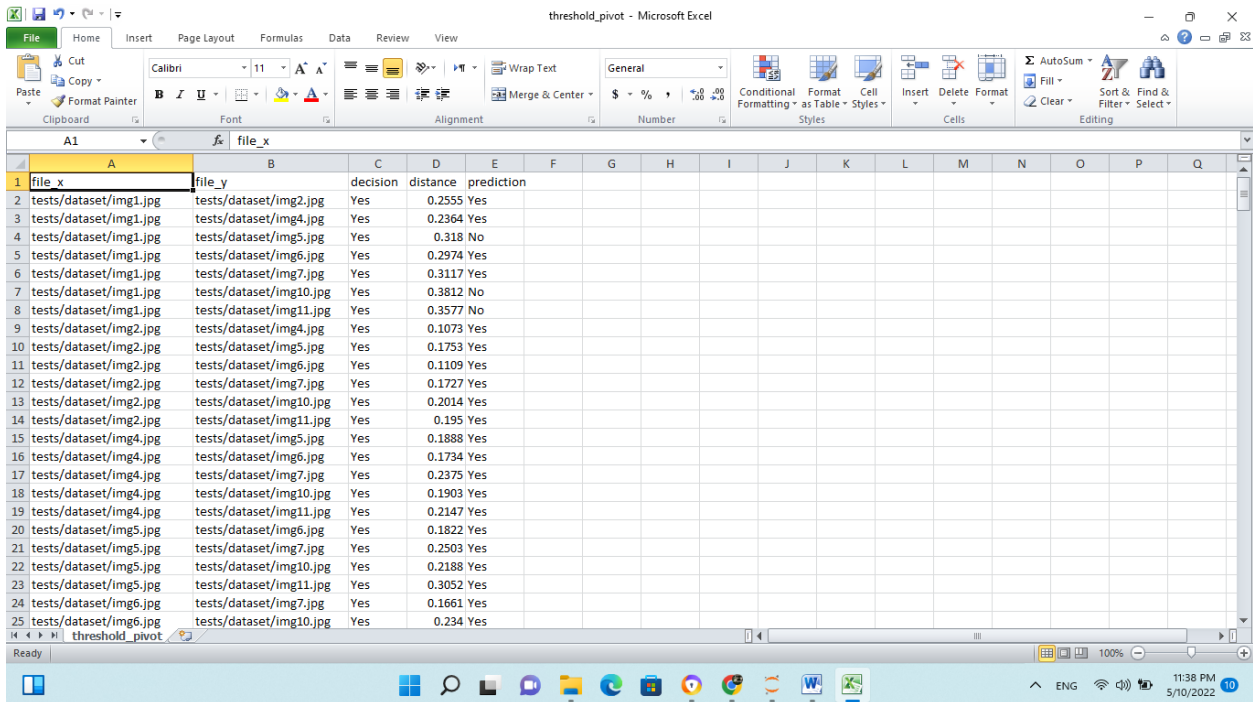 threshold_pivot - Microsoft Excel
File Home Insert Page Layout Formulas Data Review View
Paste
Cut
Copy
Format Painter
Clipboard
Calibri 11
B I U
Font
Wrap Text
Merge & Center
Alignment
General
$ % ,
Number
Conditional Formatting
Format as Table
Cell Styles
Styles
Insert Delete Format
Cells
Σ AutoSum
Fill
Clear
Sort & Filter
Find & Select
Editing
A1 fx file_x
A B C D E F G H I J K L M N O P Q
1 file_x file_y decision distance prediction
2 tests/dataset/img1.jpg tests/dataset/img2.jpg Yes 0.2555 Yes
3 tests/dataset/img1.jpg tests/dataset/img4.jpg Yes 0.2364 Yes
4 tests/dataset/img1.jpg tests/dataset/img5.jpg Yes 0.318 No
5 tests/dataset/img1.jpg tests/dataset/img6.jpg Yes 0.2974 Yes
6 tests/dataset/img1.jpg tests/dataset/img7.jpg Yes 0.3117 Yes
7 tests/dataset/img1.jpg tests/dataset/img10.jpg Yes 0.3812 No
8 tests/dataset/img1.jpg tests/dataset/img11.jpg Yes 0.3577 No
9 tests/dataset/img2.jpg tests/dataset/img4.jpg Yes 0.1073 Yes
10 tests/dataset/img2.jpg tests/dataset/img5.jpg Yes 0.1753 Yes
11 tests/dataset/img2.jpg tests/dataset/img6.jpg Yes 0.1109 Yes
12 tests/dataset/img2.jpg tests/dataset/img7.jpg Yes 0.1727 Yes
13 tests/dataset/img2.jpg tests/dataset/img10.jpg Yes 0.2014 Yes
14 tests/dataset/img2.jpg tests/dataset/img11.jpg Yes 0.195 Yes
15 tests/dataset/img4.jpg tests/dataset/img5.jpg Yes 0.1888 Yes
16 tests/dataset/img4.jpg tests/dataset/img6.jpg Yes 0.1734 Yes
17 tests/dataset/img4.jpg tests/dataset/img7.jpg Yes 0.2375 Yes
18 tests/dataset/img4.jpg tests/dataset/img10.jpg Yes 0.1903 Yes
19 tests/dataset/img4.jpg tests/dataset/img11.jpg Yes 0.2147 Yes
20 tests/dataset/img5.jpg tests/dataset/img6.jpg Yes 0.1822 Yes
21 tests/dataset/img5.jpg tests/dataset/img7.jpg Yes 0.2503 Yes
22 tests/dataset/img5.jpg tests/dataset/img10.jpg Yes 0.2188 Yes
23 tests/dataset/img5.jpg tests/dataset/img11.jpg Yes 0.3052 Yes
24 tests/dataset/img6.jpg tests/dataset/img7.jpg Yes 0.1661 Yes
25 tests/dataset/img6.jpg tests/dataset/img10.jpg Yes 0.234 Yes
threshold_pivot
Ready 100%
ENG 11:38 PM
5/10/2022 10